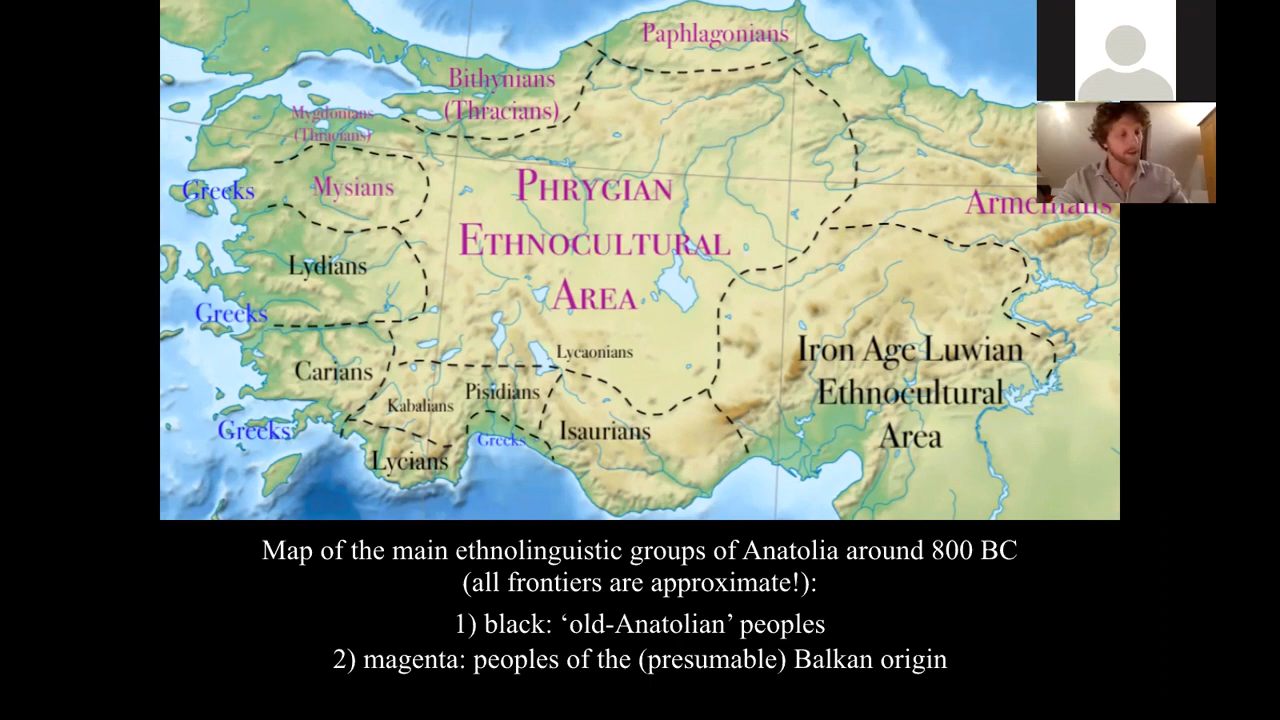 Paphlagonians
Bithynians
(Thracians)
Mygdonians
(Thracians)
Greeks
Mysians
PHRYGIAN
ETHNOCULTURAL
AREA
Armenians
Lydians
Greeks
Lycaonians
Iron Age Luwian
Ethnocultural
Area
Carians
Kabalians
Pisidians
Greeks
Greeks
Isaurians
Lycians
Map of the main ethnolinguistic groups of Anatolia around 800 BC
(all frontiers are approximate!):
1) black: ‘old-Anatolian’ peoples
2) magenta: peoples of the (presumable) Balkan origin